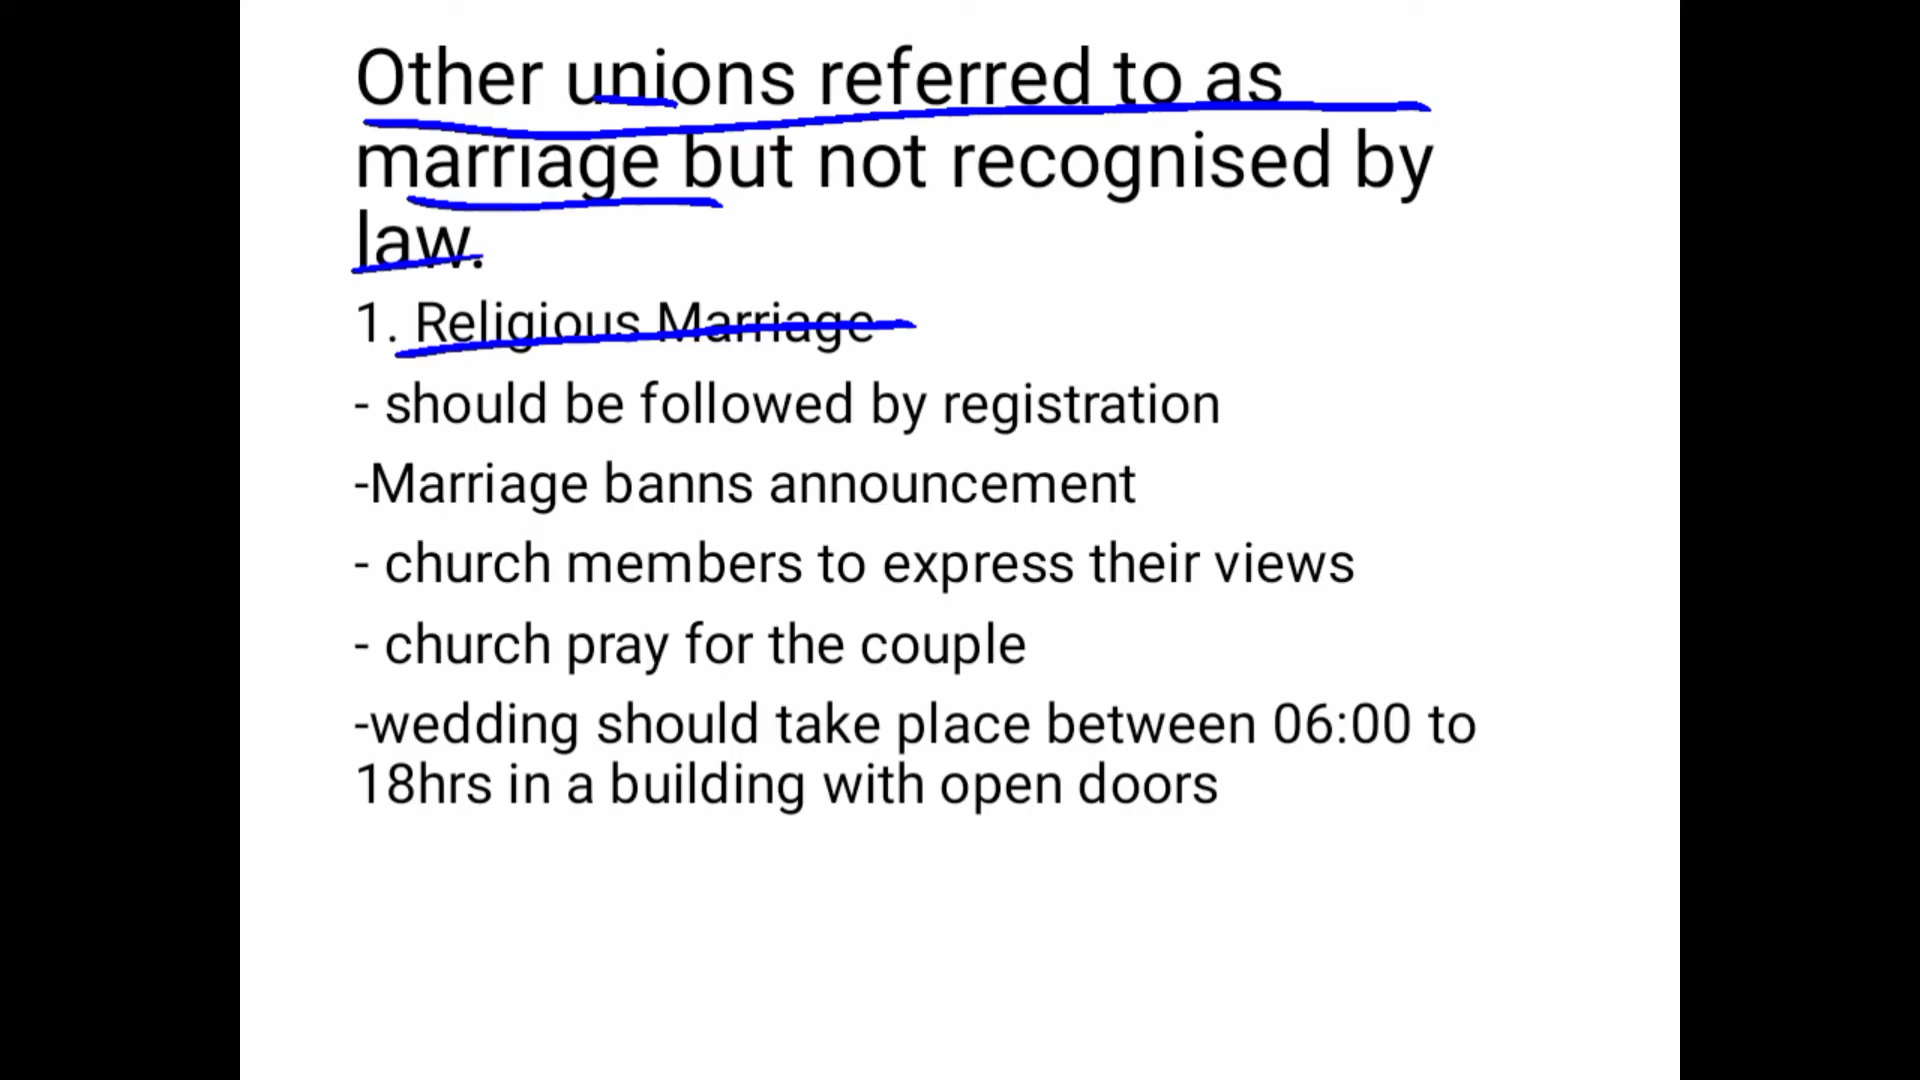 Other unions referred to as
marriage but not recognised by
law.
1. Religious Marriage
- should be followed by registration
-Marriage banns announcement
- church members to express their views
- church pray for the couple
-wedding should take place between 06:00 to
18hrs in a building with open doors